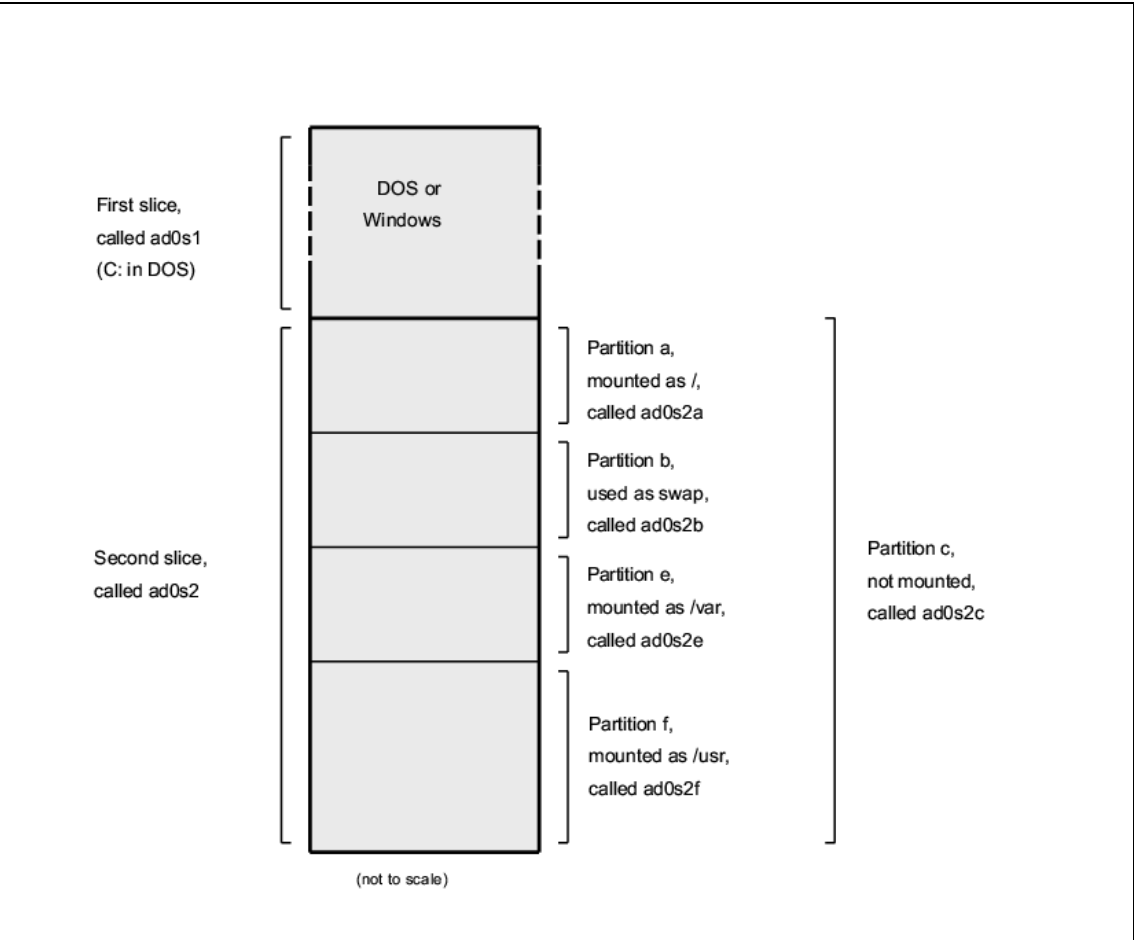 DOS or
Windows
First slice,
called ad0s1
(C: in DOS)
Partition a,
mounted as /,
called ad0s2a
Partition b,
used as swap,
called ad0s2b
Second slice,
called ad0s2
Partition e,
mounted as /var,
called ad0s2e
Partition c,
not mounted,
called ad0s2c
Partition f,
mounted as /usr,
called ad0s2f
(not to scale)